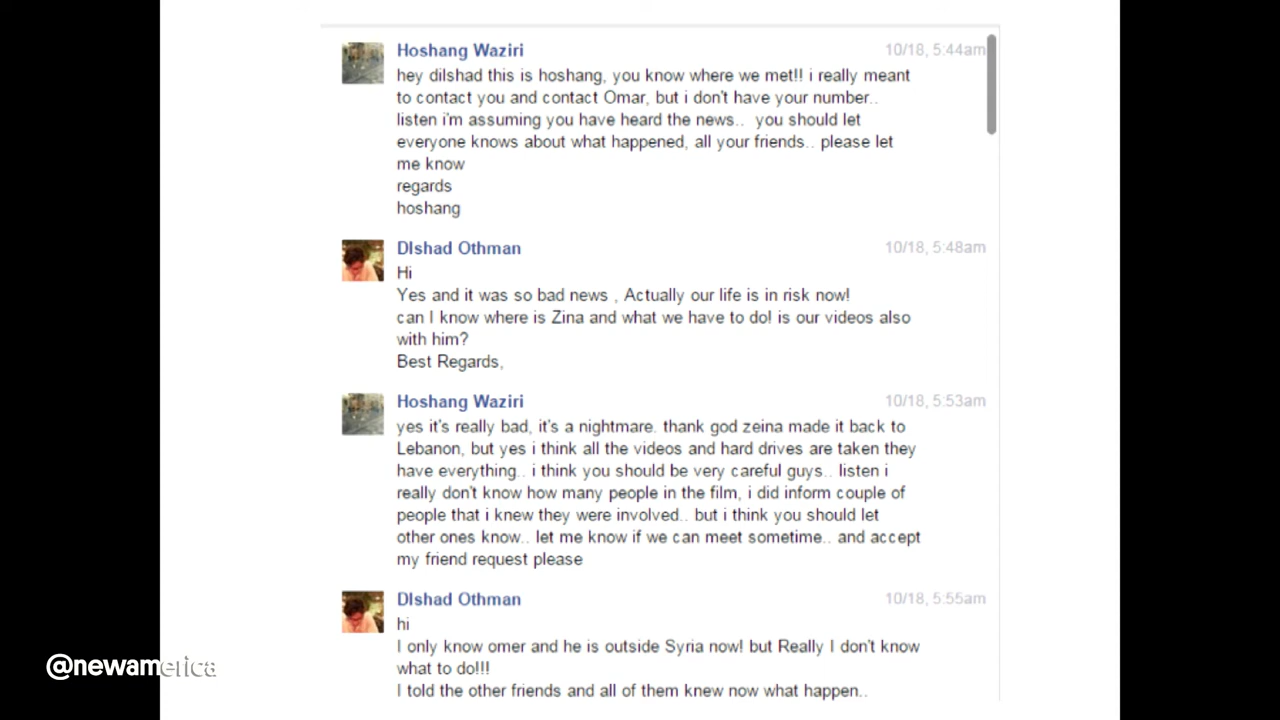 Hoshang Waziri
10/18, 5:44am
hey dilshad this is hoshang, you know where we met!! i really meant
to contact you and contact Omar, but i don't have your number..
listen i'm assuming you have heard the news.. you should let
everyone knows about what happened, all your friends.. please let
me know
regards
hoshang
Dlshad Othman
10/18, 5:48am
Hi
Yes and it was so bad news , Actually our life is in risk now!
can I know where is Zina and what we have to do! is our videos also
with him?
Best Regards,
Hoshang Waziri
10/18, 5:53am
yes it's really bad, it's a nightmare. thank god zeina made it back to
Lebanon, but yes i think all the videos and hard drives are taken they
have everything.. i think you should be very careful guys.. listen i
really don't know how many people in the film, i did inform couple of
people that i knew they were involved.. but i think you should let
other ones know.. let me know if we can meet sometime.. and accept
my friend request please
Dlshad Othman
10/18, 5:55am
hi
I only know omer and he is outside Syria now! but Really I don't know
what to do!!!
I told the other friends and all of them knew now what happen..
@newamerica